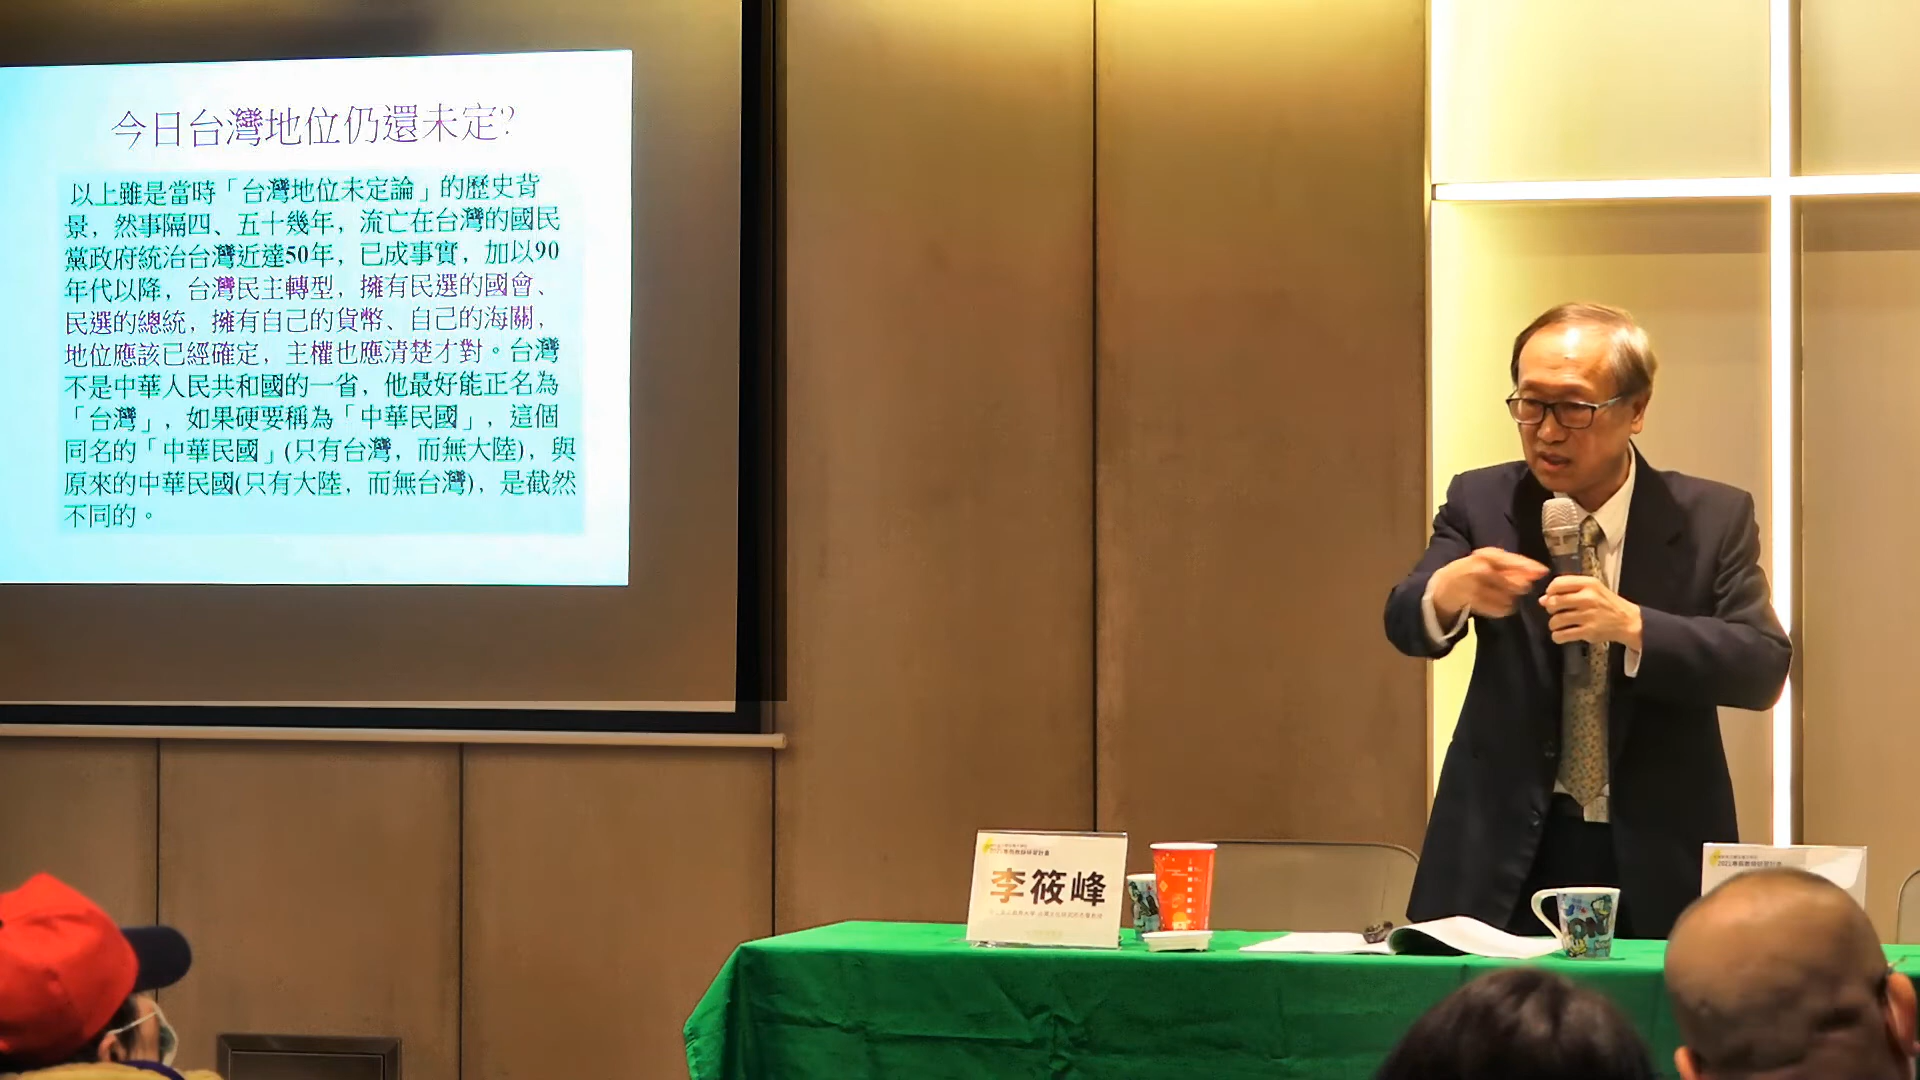 今日台灣地位仍還未定?
以上雖是當時「台灣地位未定論」的歷史背
景，然事隔四、五十幾年，流亡在台灣的國民
黨政府統治台灣近達50年，已成事實，加以90
年代以降，台灣民主轉型，擁有民選的國會、
民選的總統，擁有自己的貨幣、自己的海關，
地位應該已經確定，主權也應清楚才對。台灣
不是中華人民共和國的一省，他最好能正名為
「台灣」，如果硬要稱為「中華民國」，這個
同名的「中華民國」(只有台灣，而無大陸)，與
原來的中華民國(只有大陸，而無台灣)，是截然
不同的。
李筱峰